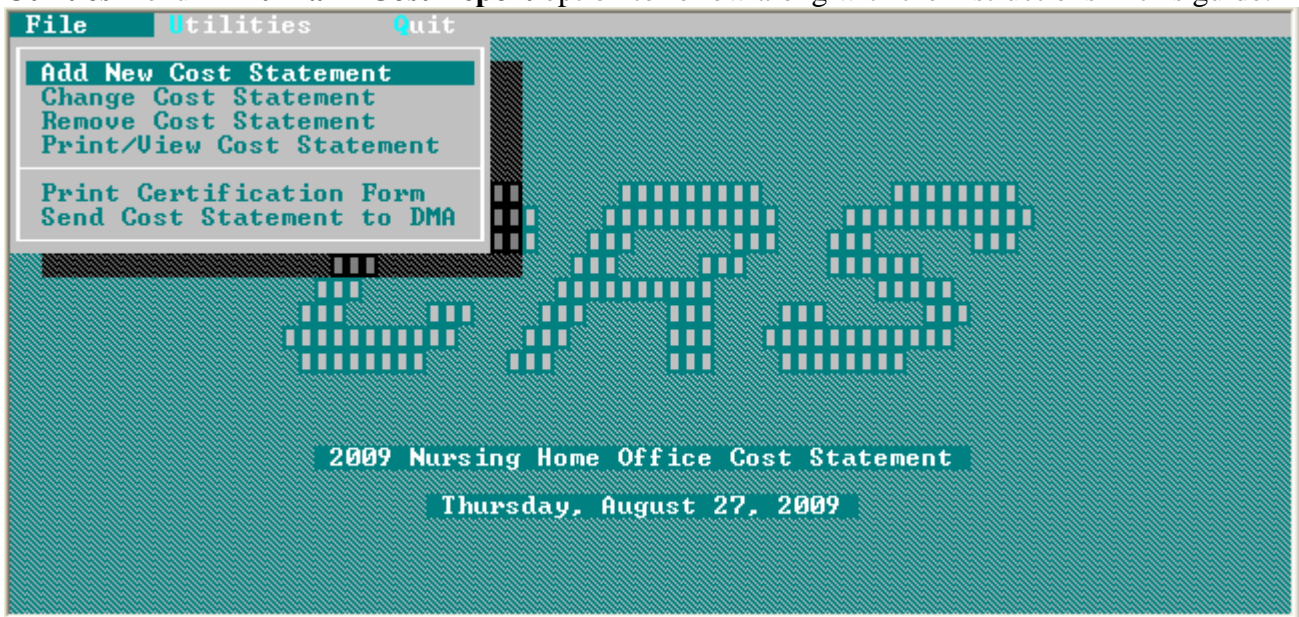 File Utilities Quit
Add New Cost Statement
Change Cost Statement
Remove Cost Statement
Print/View Cost Statement
Print Certification Form
Send Cost Statement to DMA
CAS
2009 Nursing Home Office Cost Statement
Thursday, August 27, 2009